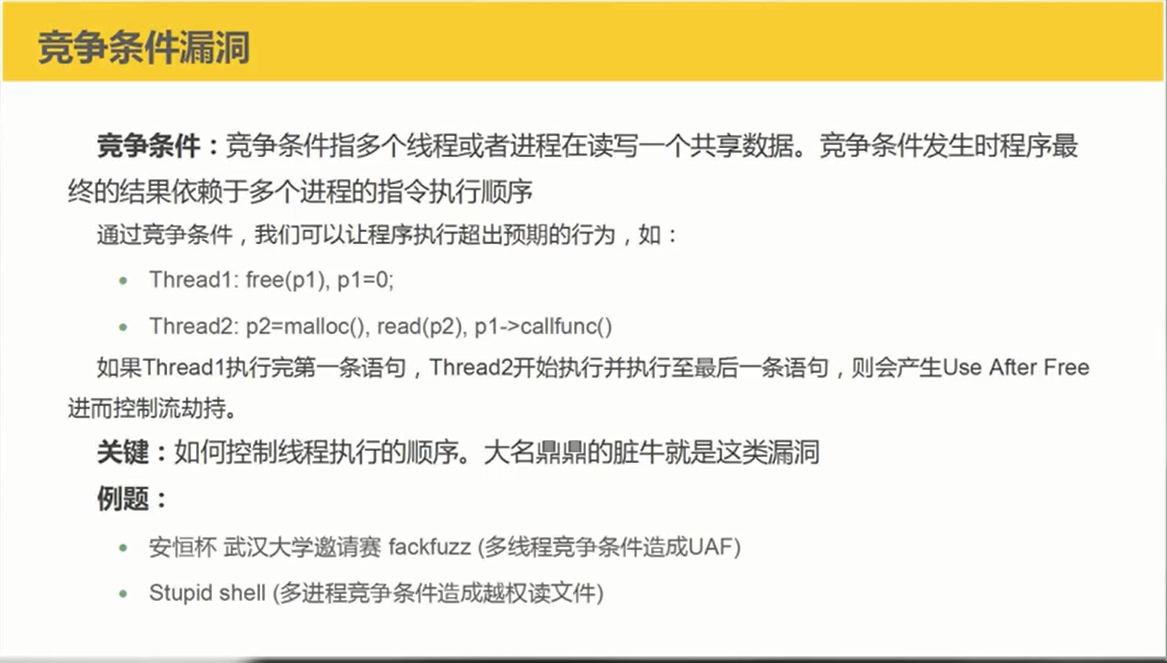 竞争条件漏洞
竞争条件：竞争条件指多个线程或者进程在读写一个共享数据。竞争条件发生时程序最
终的结果依赖于多个进程的指令执行顺序
通过竞争条件，我们可以让程序执行超出预期的行为，如：
• Thread1: free(p1), p1=0;
• Thread2: p2=malloc(), read(p2), p1->callfunc()
如果Thread1执行完第一条语句，Thread2开始执行并执行至最后一条语句，则会产生Use After Free
进而控制流劫持。
关键：如何控制线程执行的顺序。大名鼎鼎的脏牛就是这类漏洞
例题：
• 安恒杯 武汉大学邀请赛 fackfuzz (多线程竞争条件造成UAF)
• Stupid shell (多进程竞争条件造成越权读文件)